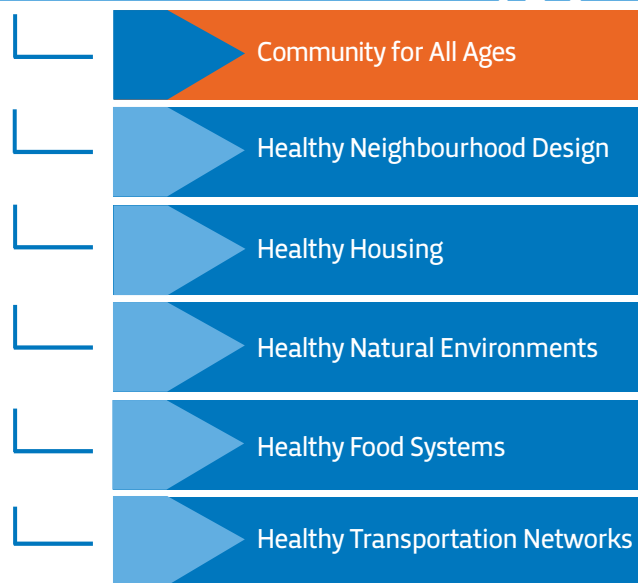 Community for All Ages
Healthy Neighbourhood Design
Healthy Housing
Healthy Natural Environments
Healthy Food Systems
Healthy Transportation Networks